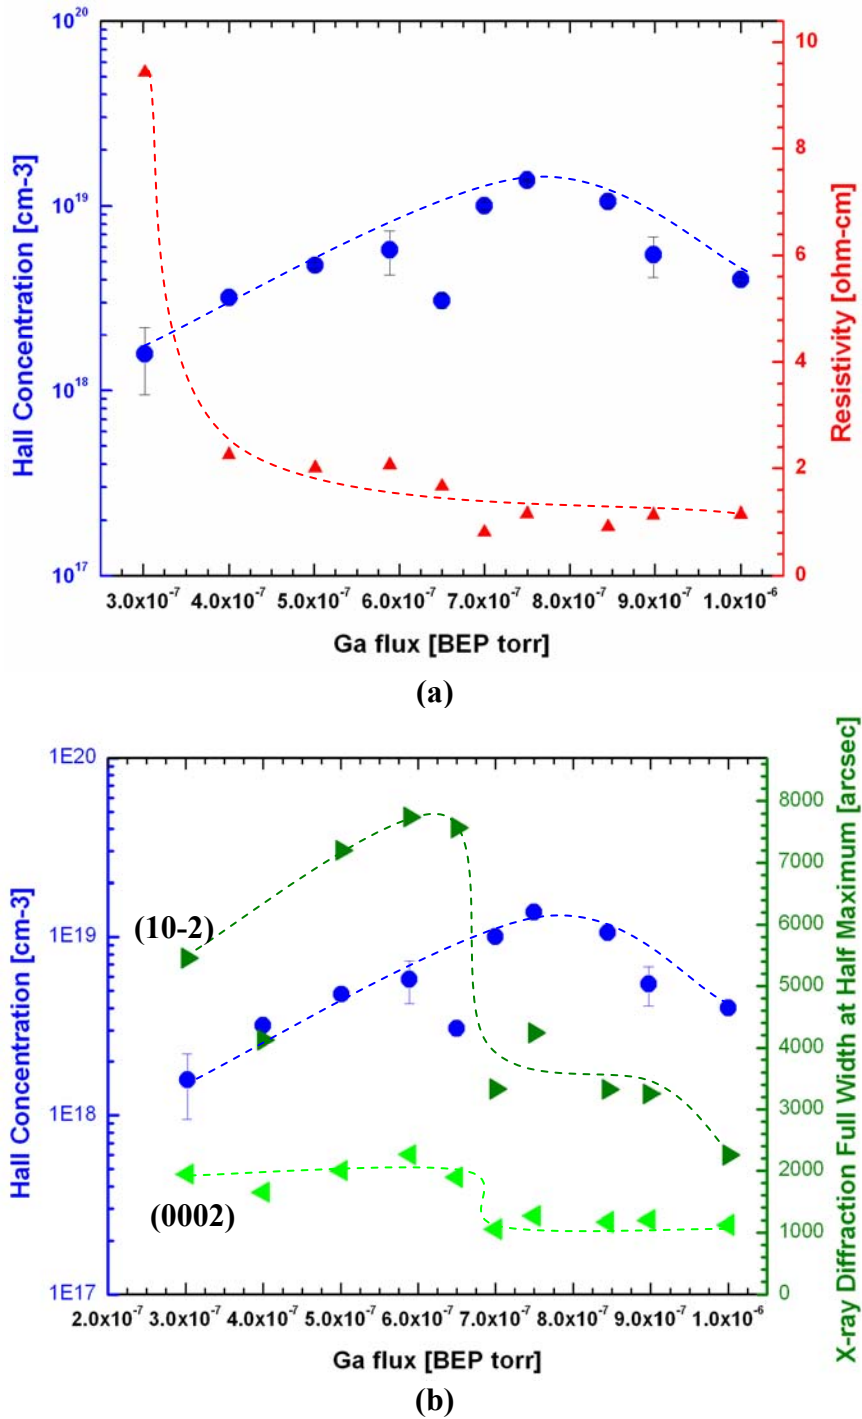 10^20
10^19
10^18
10^17
Hall Concentration [cm-3]
10
8
6
4
2
0
Resistivity [ohm-cm]
3.0x10^-7 4.0x10^-7 5.0x10^-7 6.0x10^-7 7.0x10^-7 8.0x10^-7 9.0x10^-7 1.0x10^-6
Ga flux [BEP torr]
(a)
1E20
1E19
1E18
1E17
Hall Concentration [cm-3]
(10-2)
(0002)
8000
7000
6000
5000
4000
3000
2000
1000
0
X-ray Diffraction Full Width at Half Maximum [arcsec]
2.0x10^-7 3.0x10^-7 4.0x10^-7 5.0x10^-7 6.0x10^-7 7.0x10^-7 8.0x10^-7 9.0x10^-7 1.0x10^-6
Ga flux [BEP torr]
(b)